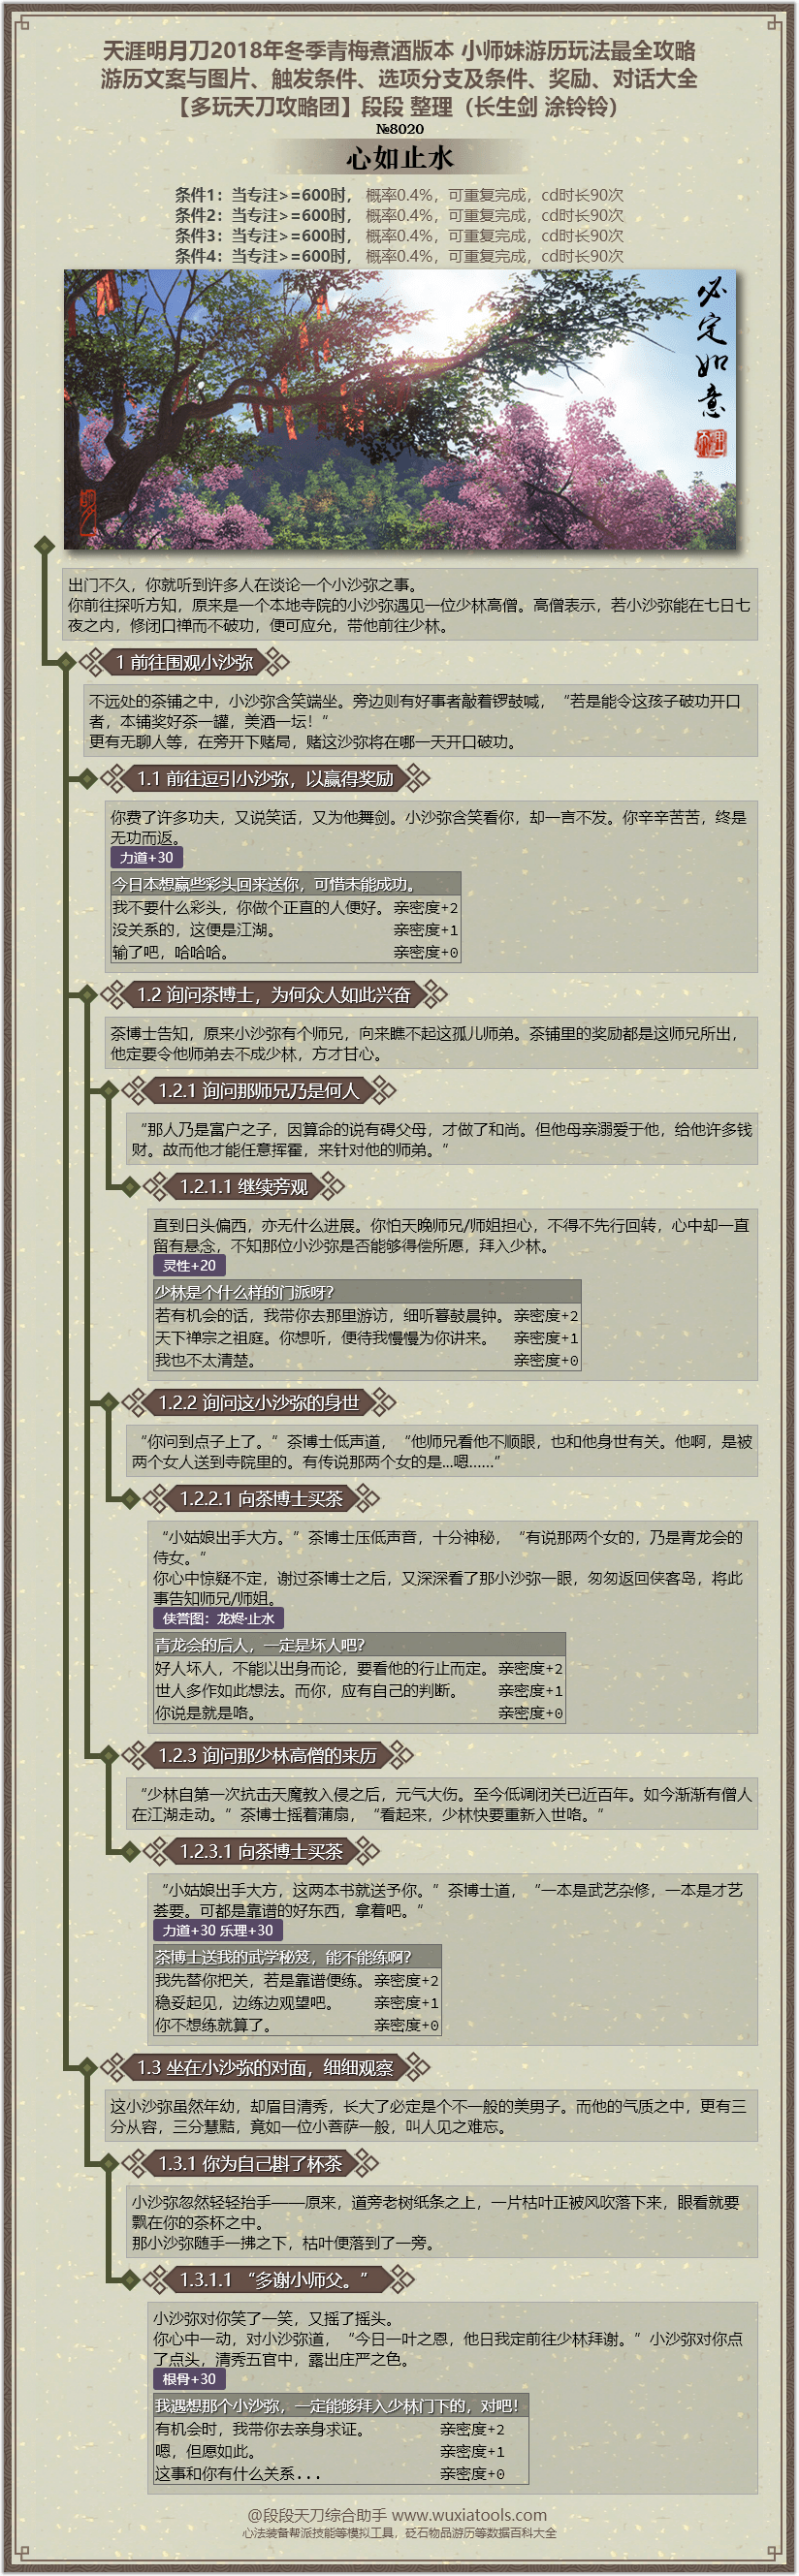 天涯明月刀2018年冬季青梅煮酒版本 小师妹游历玩法最全攻略
游历文案与图片、触发条件、选项分支及条件、奖励、对话大全
【多玩天刀攻略团】段段 整理（长生剑 涂铃铃）
№8020
心如止水
条件1：当专注>=600时， 概率0.4%，可重复完成，cd时长90次
条件2：当专注>=600时， 概率0.4%，可重复完成，cd时长90次
条件3：当专注>=600时， 概率0.4%，可重复完成，cd时长90次
条件4：当专注>=600时， 概率0.4%，可重复完成，cd时长90次
必定如意
出门不久，你就听到许多人在谈论一个小沙弥之事。
你前往探听方知，原来是一个本地寺院的小沙弥遇见一位少林高僧。高僧表示，若小沙弥能在七日七
夜之内，修闭口禅而不破功，便可应允，带他前往少林。
1 前往围观小沙弥
不远处的茶铺之中，小沙弥含笑端坐。旁边则有好事者敲着锣鼓喊，“若是能令这孩子破功开口
者，本铺奖好茶一罐，美酒一坛！”
更有无聊人等，在旁开下赌局，赌这沙弥将在哪一天开口破功。
1.1 前往逗引小沙弥，以赢得奖励
你费了许多功夫，又说笑话，又为他舞剑。小沙弥含笑看你，却一言不发。你辛辛苦苦，终是
无功而返。
力道+30
今日本想赢些彩头回来送你，可惜未能成功。
我不要什么彩头，你做个正直的人便好。 亲密度+2
没关系的，这便是江湖。 亲密度+1
输了吧，哈哈哈。 亲密度+0
1.2 询问茶博士，为何众人如此兴奋
茶博士告知，原来小沙弥有个师兄，向来瞧不起这孤儿师弟。茶铺里的奖励都是这师兄所出，
他定要令他师弟去不成少林，方才甘心。
1.2.1 询问那师兄乃是何人
“那人乃是富户之子，因算命的说有碍父母，才做了和尚。但他母亲溺爱于他，给他许多钱
财。故而他才能任意挥霍，来针对他的师弟。”
1.2.1.1 继续旁观
直到日头偏西，亦无什么进展。你怕天晚师兄/师姐担心，不得不先行回转，心中却一直
留有悬念，不知那位小沙弥是否能够得偿所愿，拜入少林。
灵性+20
少林是个什么样的门派呀？
若有机会的话，我带你去那里游访，细听暮鼓晨钟。 亲密度+2
天下禅宗之祖庭。你想听，便待我慢慢为你讲来。 亲密度+1
我也不太清楚。 亲密度+0
1.2.2 询问这小沙弥的身世
“你问到点子上了。”茶博士低声道，“他师兄看他不顺眼，也和他身世有关。他啊，是被
两个女人送到寺院里的。有传说那两个女的是...嗯......”
1.2.2.1 向茶博士买茶
“小姑娘出手大方。”茶博士压低声音，十分神秘，“有说那两个女的，乃是青龙会的
侍女。”
你心中惊疑不定，谢过茶博士之后，又深深看了那小沙弥一眼，匆匆返回侠客岛，将此
事告知师兄/师姐。
侠誉图：龙烬·止水
青龙会的后人，一定是坏人吧？
好人坏人，不能以出身而论，要看他的行止而定。 亲密度+2
世人多作如此想法。而你，应有自己的判断。 亲密度+1
你说是就是咯。 亲密度+0
1.2.3 询问那少林高僧的来历
“少林自第一次抗击天魔教入侵之后，元气大伤。至今低调闭关已近百年。如今渐渐有僧人
在江湖走动。”茶博士摇着蒲扇，“看起来，少林快要重新入世咯。”
1.2.3.1 向茶博士买茶
“小姑娘出手大方，这两本书就送予你。”茶博士道，“一本是武艺杂修，一本是才艺
荟要。可都是靠谱的好东西，拿着吧。”
力道+30 乐理+30
茶博士送我的武学秘笈，能不能练啊？
我先替你把关，若是靠谱便练。 亲密度+2
稳妥起见，边练边观望吧。 亲密度+1
你不想练就算了。 亲密度+0
1.3 坐在小沙弥的对面，细细观察
这小沙弥虽然年幼，却眉目清秀，长大了必定是个不一般的美男子。而他的气质之中，更有三
分从容，三分慧黠，竟如一位小菩萨一般，叫人见之难忘。
1.3.1 你为自己斟了杯茶
小沙弥忽然轻轻抬手——原来，道旁老树纸条之上，一片枯叶正被风吹落下来，眼看就要
飘在你的茶杯之中。
那小沙弥随手一拂之下，枯叶便落到了一旁。
1.3.1.1 “多谢小师父。”
小沙弥对你笑了一笑，又摇了摇头。
你心中一动，对小沙弥道，“今日一叶之恩，他日我定前往少林拜谢。”小沙弥对你点
了点头，清秀五官中，露出庄严之色。
根骨+30
我遇想那个小沙弥，一定能够拜入少林门下的，对吧！
有机会时，我带你去亲身求证。 亲密度+2
嗯，但愿如此。 亲密度+1
这事和你有什么关系... 亲密度+0
@段段天刀综合助手 www.wuxiatools.com
心法装备帮派技能等模拟工具，砭石物品游历等数据百科大全